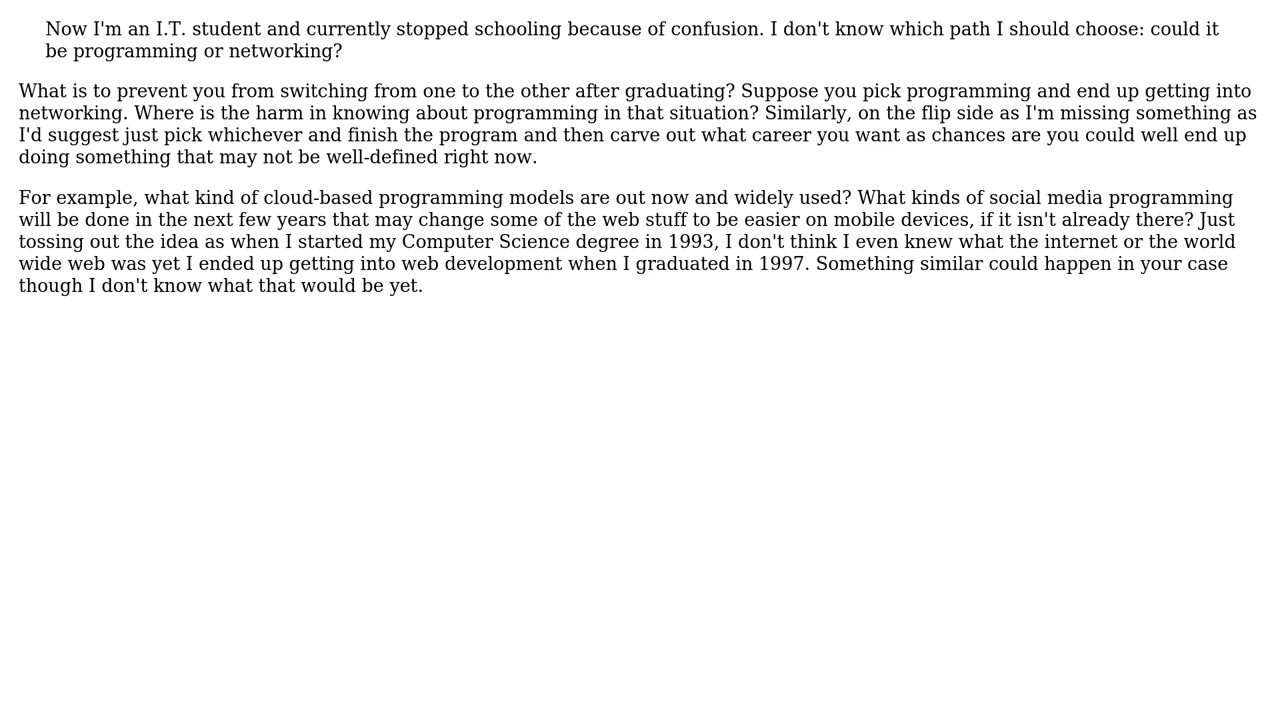 Now I'm an I.T. student and currently stopped schooling because of confusion. I don't know which path I should choose: could it
be programming or networking?
What is to prevent you from switching from one to the other after graduating? Suppose you pick programming and end up getting into
networking. Where is the harm in knowing about programming in that situation? Similarly, on the flip side as I'm missing something as
I'd suggest just pick whichever and finish the program and then carve out what career you want as chances are you could well end up
doing something that may not be well-defined right now.
For example, what kind of cloud-based programming models are out now and widely used? What kinds of social media programming
will be done in the next few years that may change some of the web stuff to be easier on mobile devices, if it isn't already there? Just
tossing out the idea as when I started my Computer Science degree in 1993, I don't think I even knew what the internet or the world
wide web was yet I ended up getting into web development when I graduated in 1997. Something similar could happen in your case
though I don't know what that would be yet.